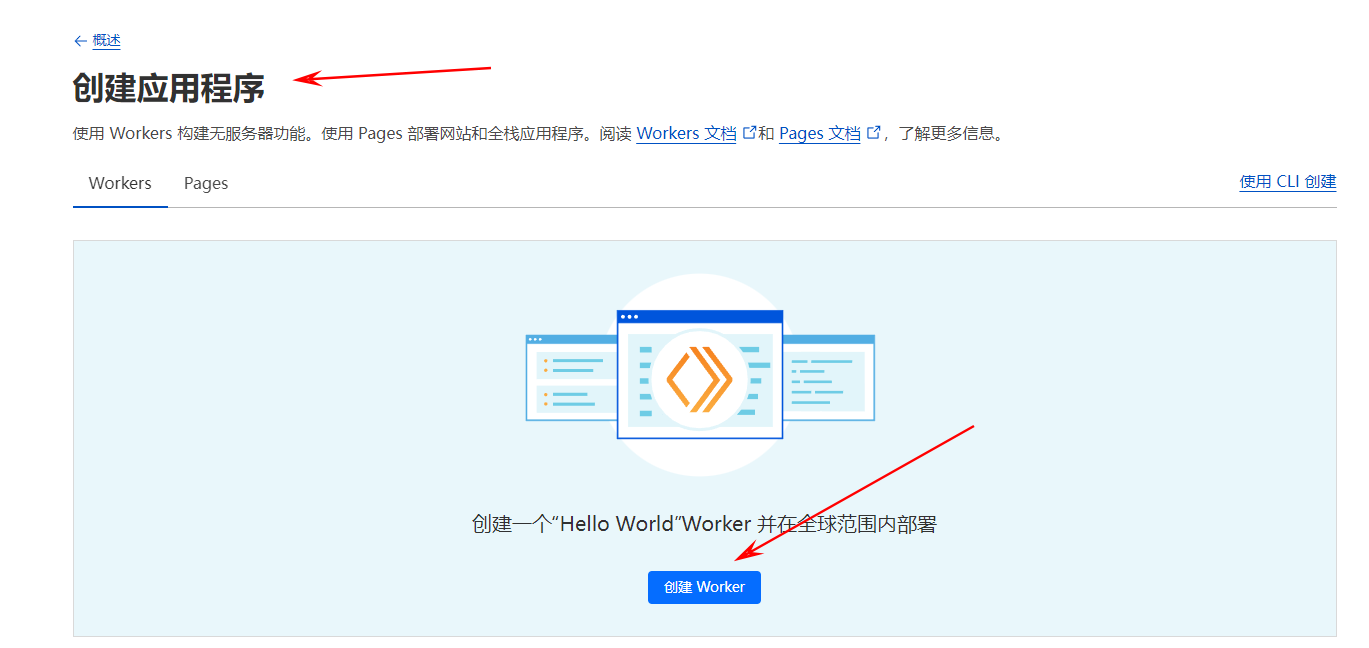 ← 概述
创建应用程序
使用 Workers 构建无服务器功能。使用 Pages 部署网站和全栈应用程序。阅读 Workers 文档 和 Pages 文档 ，了解更多信息。
Workers Pages 使用 CLI 创建
创建一个“Hello World”Worker 并在全球范围内部署
创建 Worker